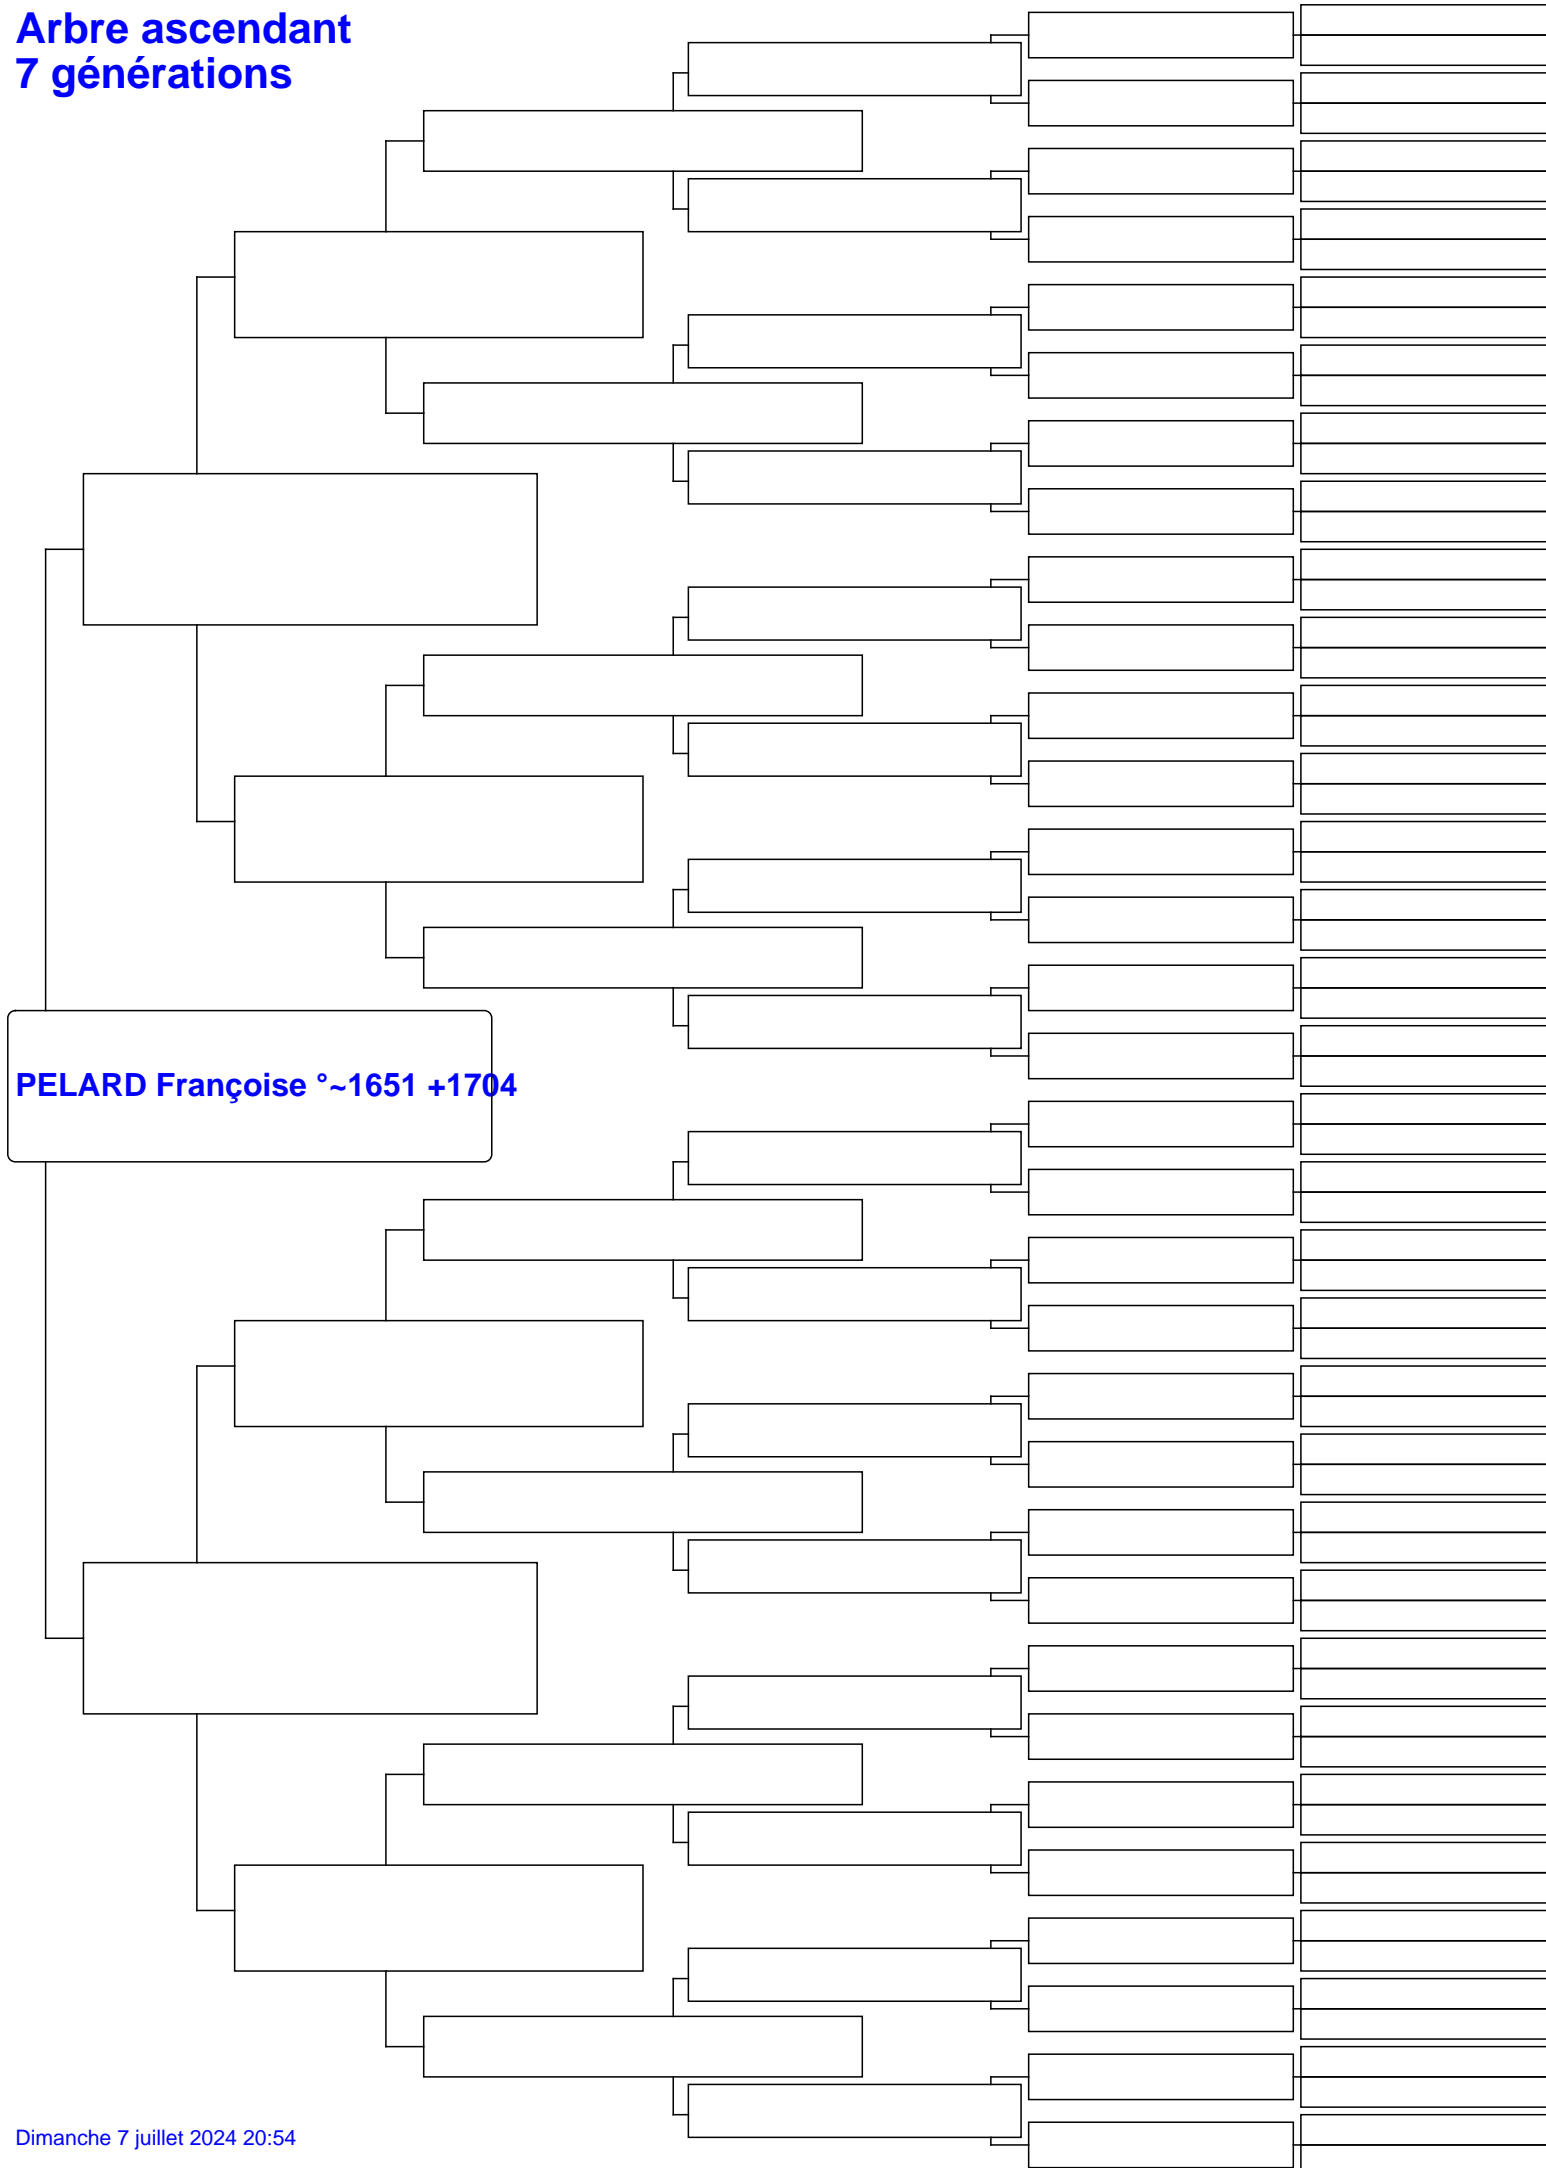 Arbre ascendant
7 générations
PELARD Françoise °~1651 +1704
Dimanche 7 juillet 2024 20:54